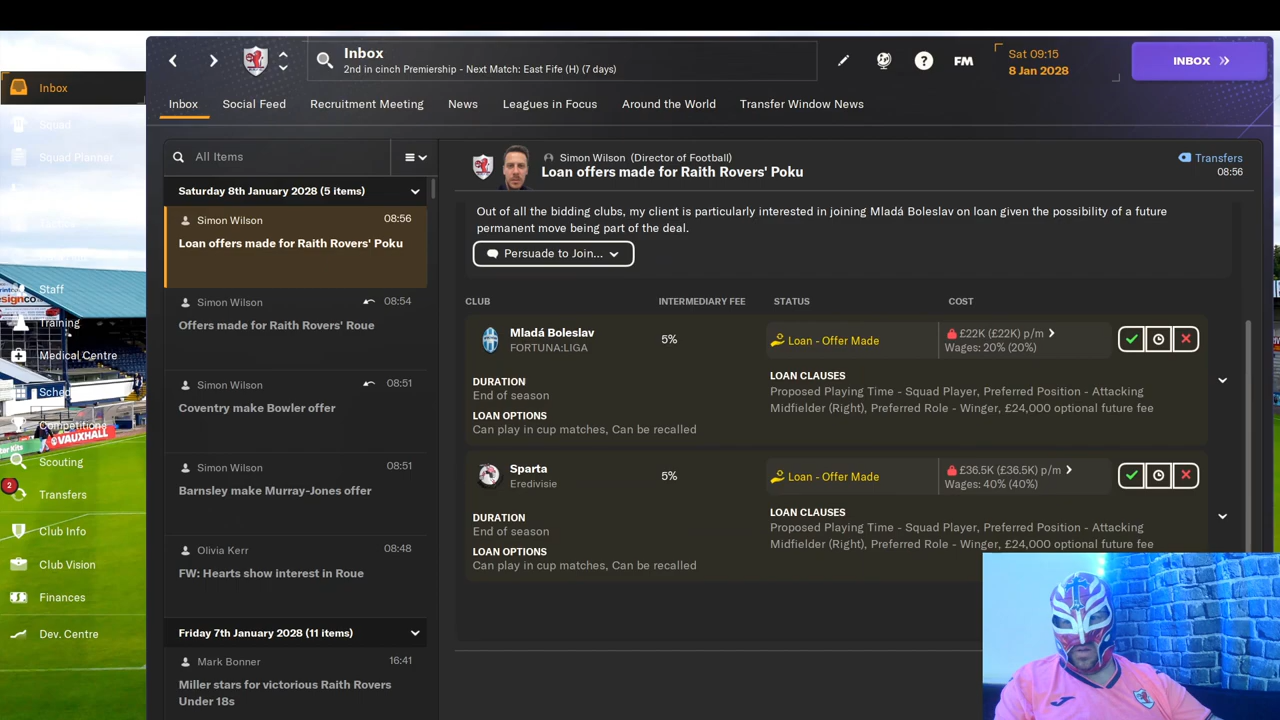 Inbox
2nd in cinch Premiership - Next Match: East Fife (H) (7 days)
FM
Sat 09:15
8 Jan 2028
INBOX
Inbox
Social Feed
Recruitment Meeting
News
Leagues in Focus
Around the World
Transfer Window News
Inbox
Squad
Squad Planner
Staff
Training
Medical Centre
Sched
Competitions
Scouting
2
Transfers
Club Info
Club Vision
Finances
Dev. Centre
designco
er Kits
VAUXHALL
All Items
Saturday 8th January 2028 (5 items)
Simon Wilson
08:56
Loan offers made for Raith Rovers' Poku
Simon Wilson
08:54
Offers made for Raith Rovers' Roue
Simon Wilson
08:51
Coventry make Bowler offer
Simon Wilson
08:51
Barnsley make Murray-Jones offer
Olivia Kerr
08:48
FW: Hearts show interest in Roue
Friday 7th January 2028 (11 items)
Mark Bonner
16:41
Miller stars for victorious Raith Rovers
Under 18s
Simon Wilson (Director of Football)
Loan offers made for Raith Rovers' Poku
Transfers
08:56
Out of all the bidding clubs, my client is particularly interested in joining Mladá Boleslav on loan given the possibility of a future
permanent move being part of the deal.
Persuade to Join...
CLUB
INTERMEDIARY FEE
STATUS
COST
Mladá Boleslav
FORTUNA:LIGA
5%
Loan - Offer Made
£22K (£22K) p/m
Wages: 20% (20%)
DURATION
End of season
LOAN OPTIONS
Can play in cup matches, Can be recalled
LOAN CLAUSES
Proposed Playing Time - Squad Player, Preferred Position - Attacking
Midfielder (Right), Preferred Role - Winger, £24,000 optional future fee
Sparta
Eredivisie
5%
Loan - Offer Made
£36.5K (£36.5K) p/m
Wages: 40% (40%)
DURATION
End of season
LOAN OPTIONS
Can play in cup matches, Can be recalled
LOAN CLAUSES
Proposed Playing Time - Squad Player, Preferred Position - Attacking
Midfielder (Right), Preferred Role - Winger, £24,000 optional future fee